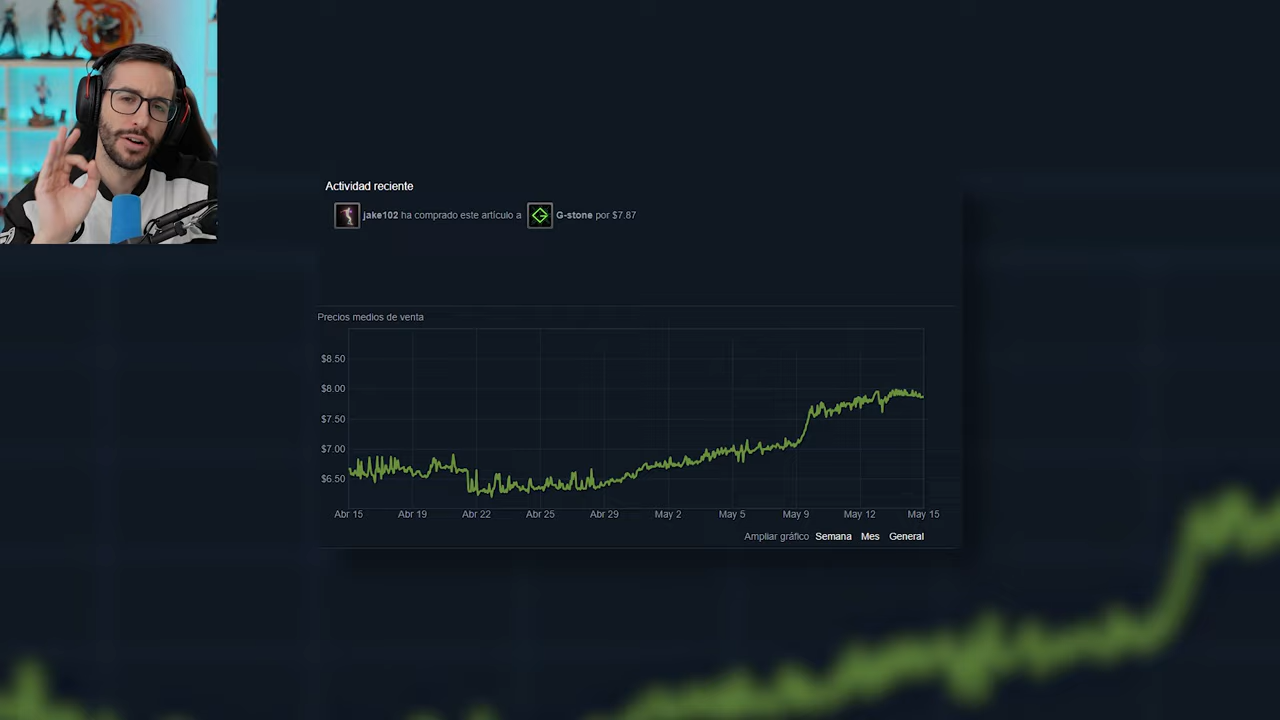 Actividad reciente
jake102 ha comprado este artículo a G-stone por $7.87
Precios medios de venta
$8.50
$8.00
$7.50
$7.00
$6.50
Abr 15 Abr 19 Abr 22 Abr 25 Abr 29 May 2 May 5 May 9 May 12 May 15
Ampliar gráfico Semana Mes General